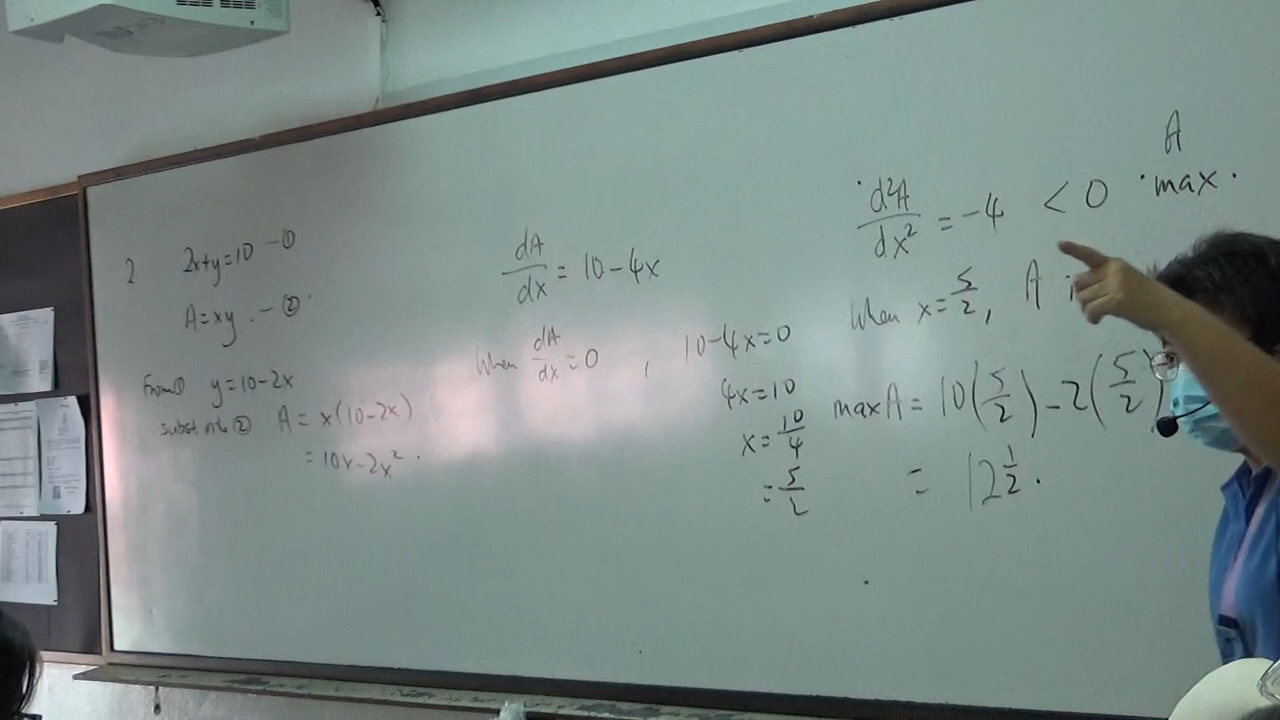 2 2x+y=10 -①
A=xy. -②
From① y=10-2x
subst into② A = x(10-2x)
= 10x-2x².
dA/dx = 10-4x
When dA/dx=0, 10-4x=0
4x=10
x=10/4
=5/2
d²A/dx² = -4 < 0
A
max.
When x=5/2, A
max A = 10(5/2)-2(5/2)
= 12 1/2.